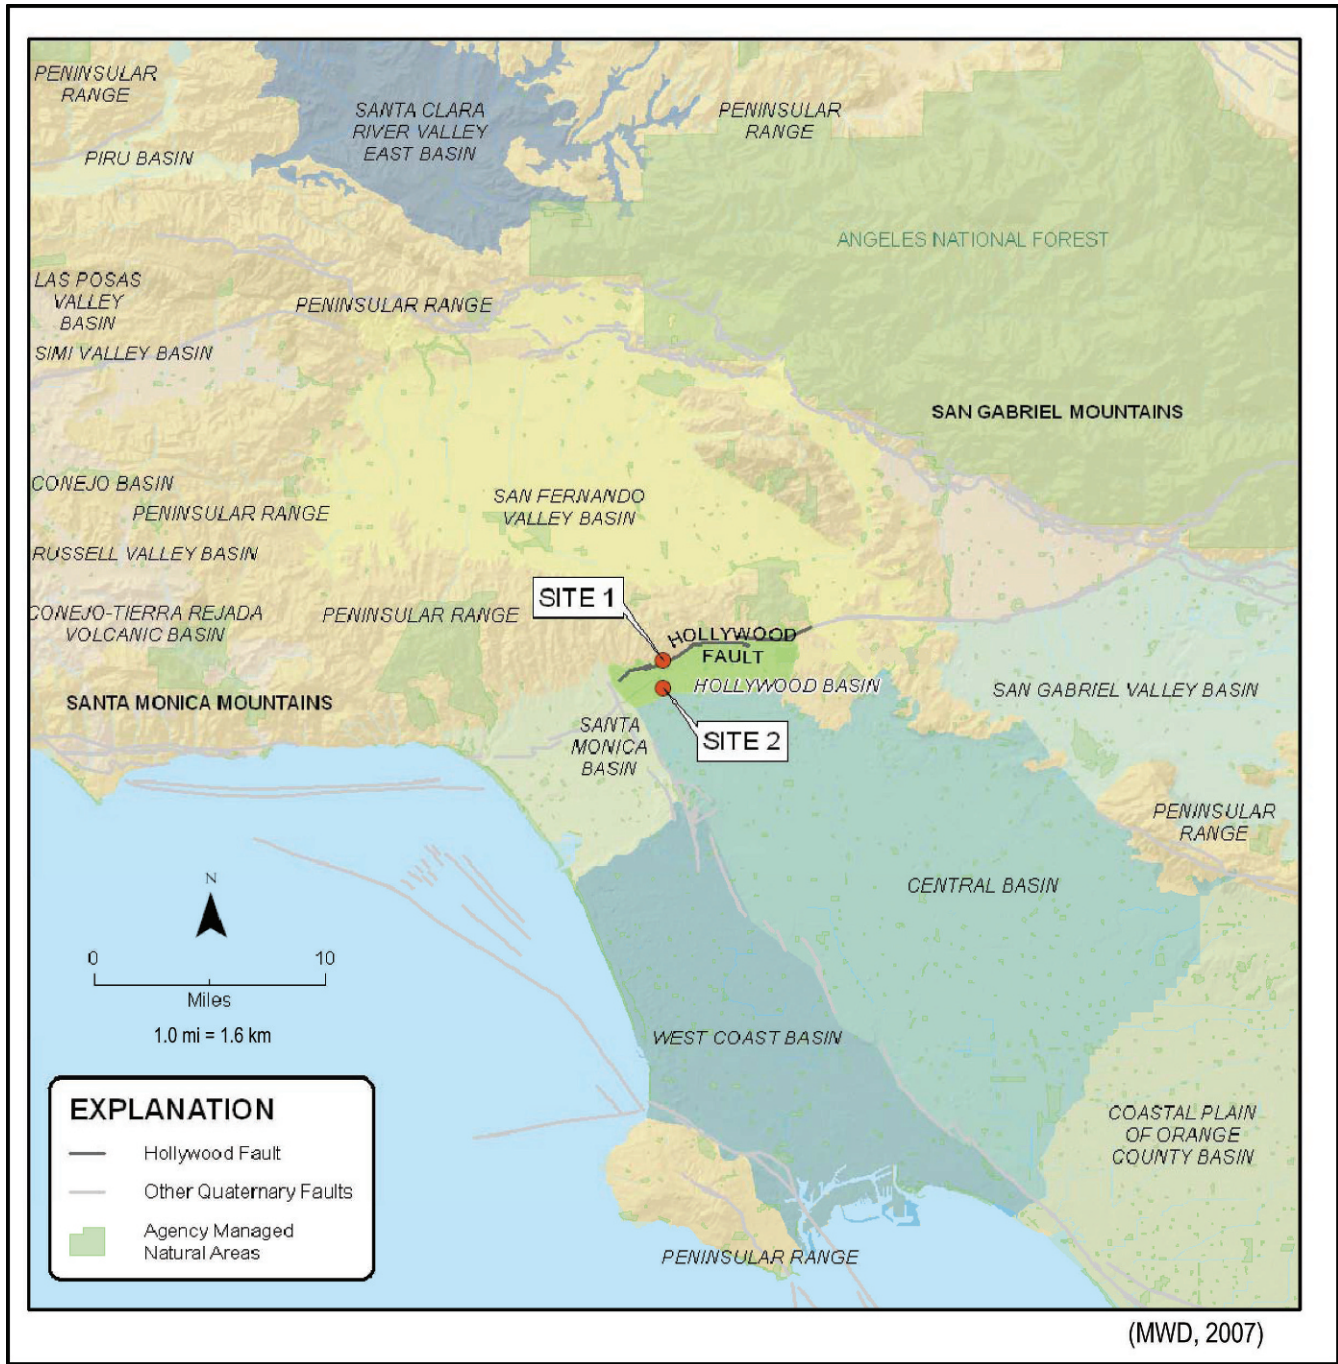 PENINSULAR
RANGE
SANTA CLARA
RIVER VALLEY
EAST BASIN
PENINSULAR
RANGE
PIRU BASIN
ANGELES NATIONAL FOREST
LAS POSAS
VALLEY
BASIN
PENINSULAR RANGE
SIMI VALLEY BASIN
SAN GABRIEL MOUNTAINS
CONEJO BASIN
PENINSULAR RANGE
SAN FERNANDO
VALLEY BASIN
RUSSELL VALLEY BASIN
CONEJO-TIERRA REJADA
VOLCANIC BASIN
PENINSULAR RANGE
SITE 1
HOLLYWOOD
FAULT
HOLLYWOOD BASIN
SAN GABRIEL VALLEY BASIN
SANTA MONICA MOUNTAINS
SANTA
MONICA
BASIN
SITE 2
PENINSULAR
RANGE
CENTRAL BASIN
N
0 10
Miles
1.0 mi = 1.6 km
WEST COAST BASIN
COASTAL PLAIN
OF ORANGE
COUNTY BASIN
EXPLANATION
Hollywood Fault
Other Quaternary Faults
Agency Managed
Natural Areas
PENINSULAR RANGE
(MWD, 2007)